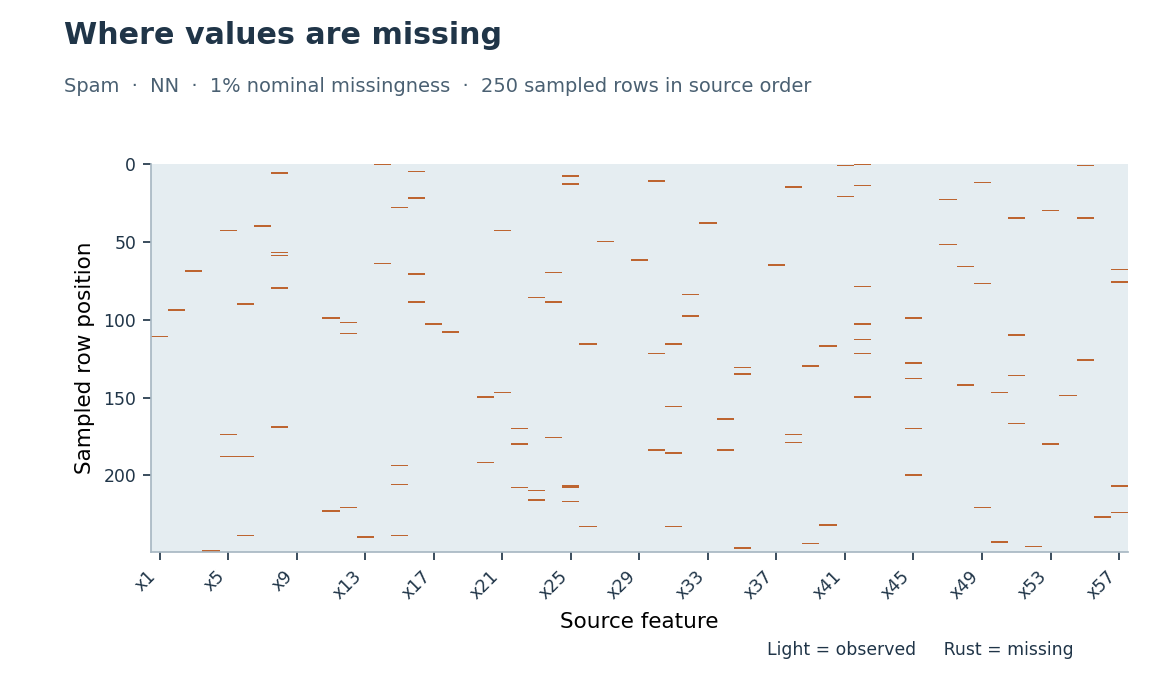 Where values are missing
Spam · NN · 1% nominal missingness · 250 sampled rows in source order
0
50
100
150
200
Sampled row position
x1 x5 x9 x13 x17 x21 x25 x29 x33 x37 x41 x45 x49 x53 x57
Source feature
Light = observed Rust = missing